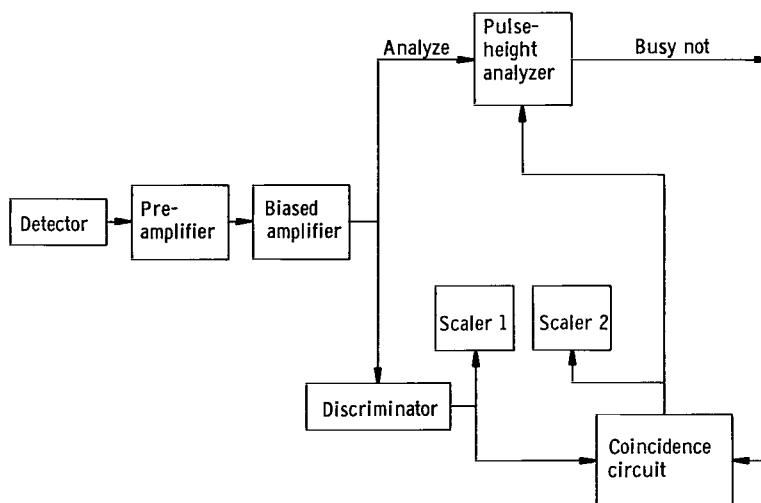 Pulse-
height
analyzer
Analyze
Busy not
Detector
Pre-
amplifier
Biased
amplifier
Scaler 1
Scaler 2
Discriminator
Coincidence
circuit